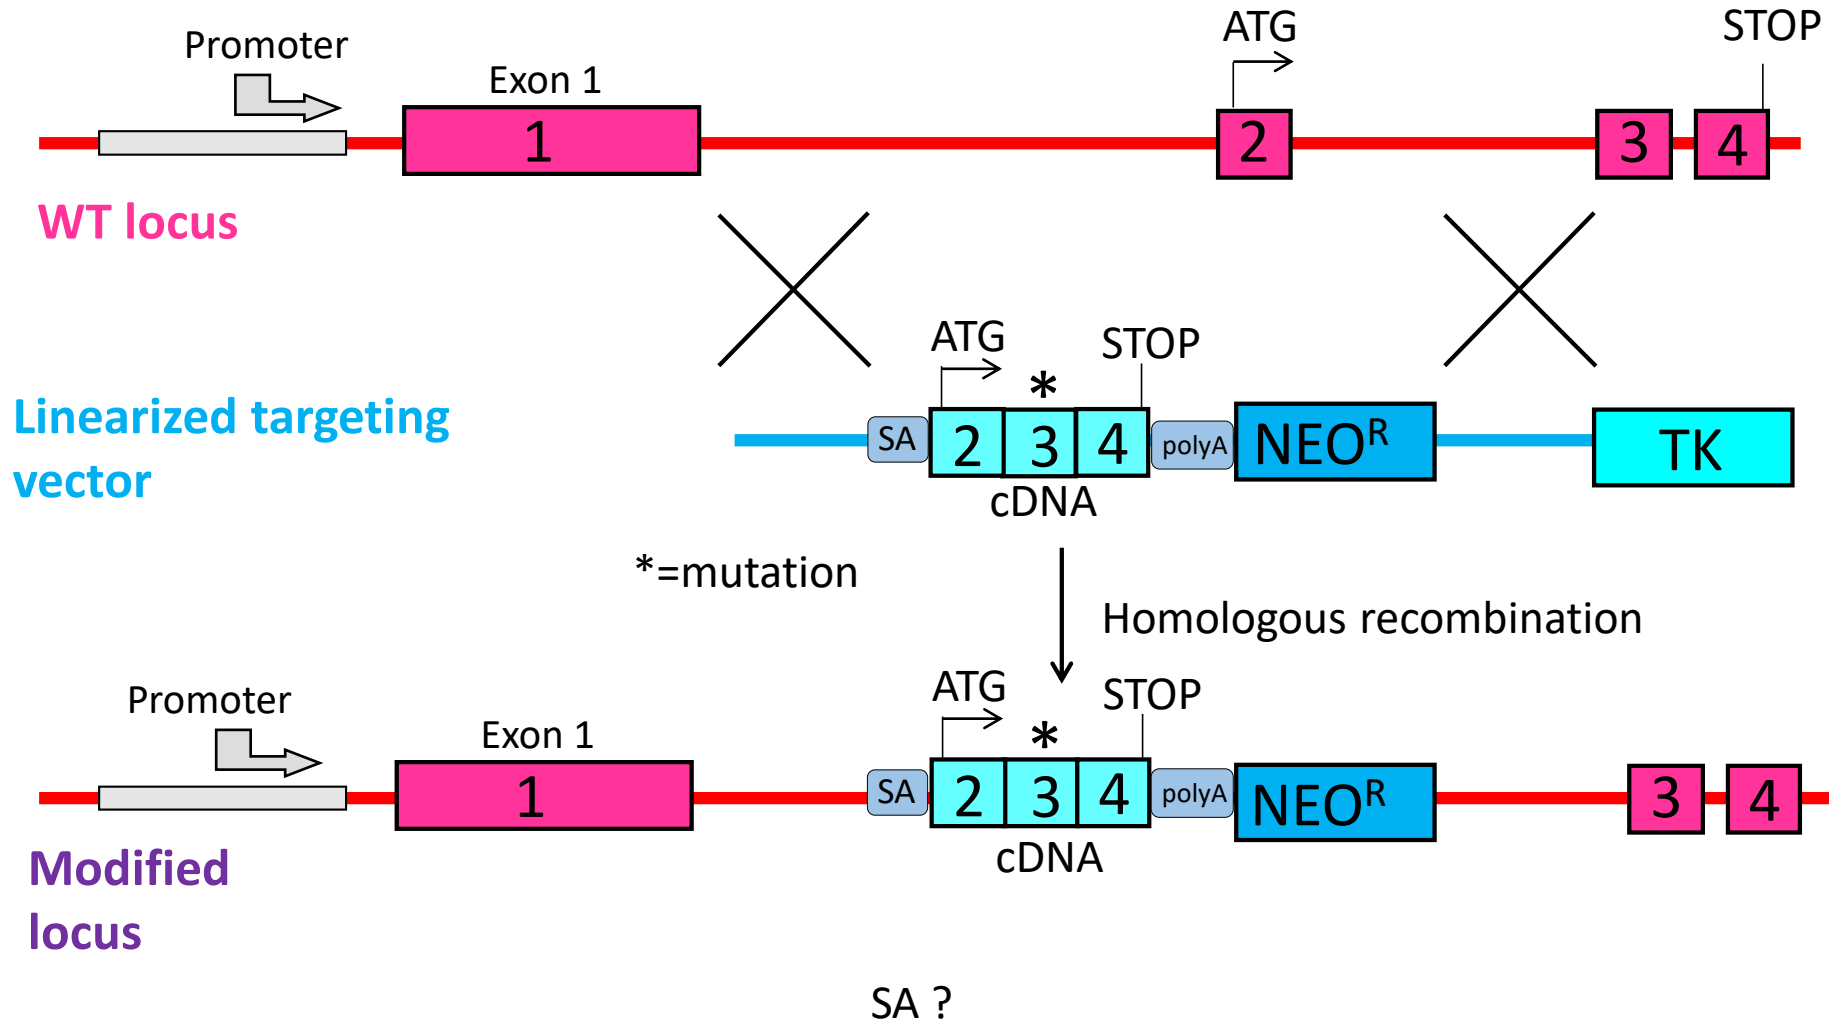 Promoter
Exon 1
ATG
STOP
1
2
3
4
WT locus
ATG
*
STOP
Linearized targeting
vector
SA
2
3
4
polyA
NEOR
TK
cDNA
*=mutation
Homologous recombination
Promoter
Exon 1
ATG
*
STOP
1
SA
2
3
4
polyA
NEOR
3
4
cDNA
Modified
locus
SA ?